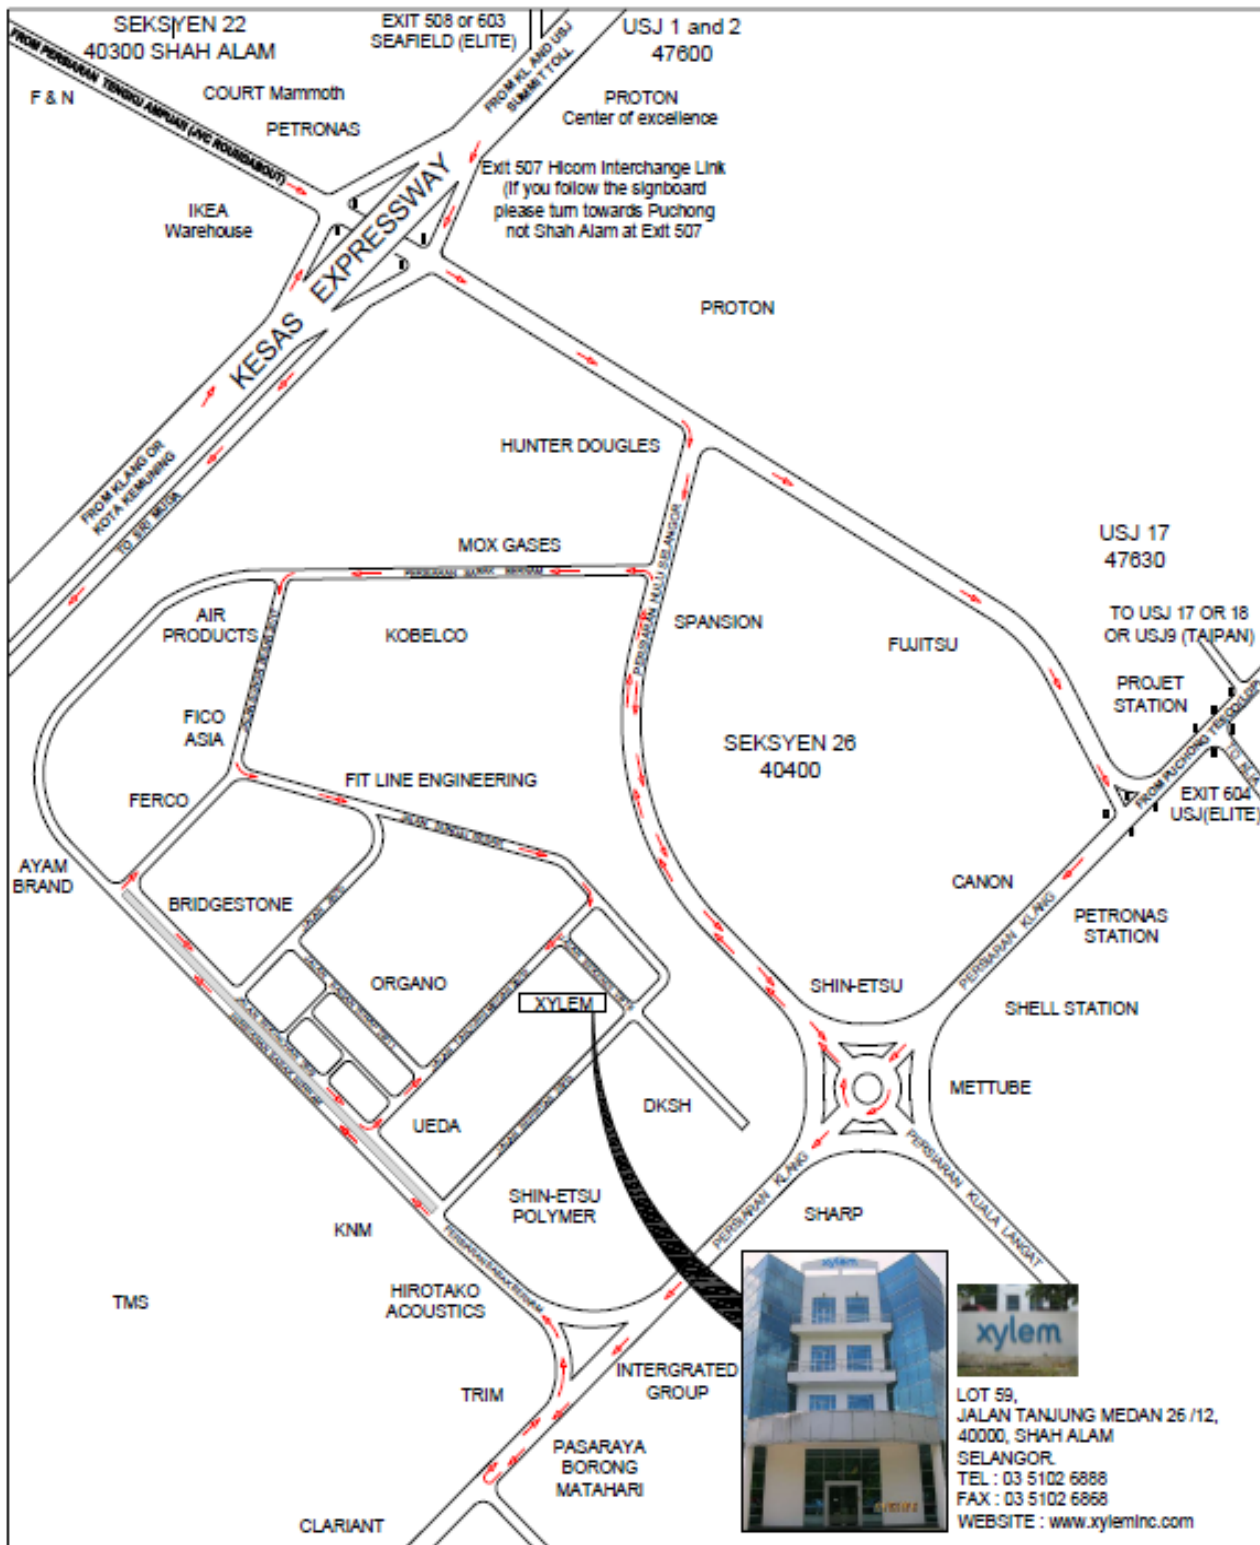 SEKSYEN 22
40300 SHAH ALAM
EXIT 508 or 603
SEAFIELD (ELITE)
FROM KL AND USJ
SUMMIT TOLL
USJ 1 and 2
47600
FROM PERSIARAN TENGKU AMPUAN (JVC ROUNDABOUT)
F & N
COURT Mammoth
PETRONAS
PROTON
Center of excellence
Exit 507 Hicom Interchange Link
(If you follow the signboard
please turn towards Puchong
not Shah Alam at Exit 507
IKEA
Warehouse
KESAS EXPRESSWAY
PROTON
FROM KLANG OR
KOTA KEMUNING
TO SRI MUDA
HUNTER DOUGLES
MOX GASES
PERSIARAN HULU SELANGOR
USJ 17
47630
AIR
PRODUCTS
KOBELCO
SPANSION
FUJITSU
TO USJ 17 OR 18
OR USJ9 (TAIPAN)
PROJET
STATION
FICO
ASIA
SEKSYEN 26
40400
FIT LINE ENGINEERING
FERCO
EXIT 604
USJ(ELITE)
AYAM
BRAND
BRIDGESTONE
CANON
PERSIARAN KLANG
PETRONAS
STATION
ORGANO
XYLEM
SHIN-ETSU
SHELL STATION
METTUBE
DKSH
UEDA
PERSIARAN KUALA LANGAT
PERSIARAN KLANG
SHIN-ETSU
POLYMER
SHARP
KNM
TMS
HIROTAKO
ACOUSTICS
INTERGRATED
GROUP
TRIM
PASARAYA
BORONG
MATAHARI
CLARIANT
xylem
xylem
LOT 59,
JALAN TANJUNG MEDAN 26 /12,
40000, SHAH ALAM
SELANGOR.
TEL : 03 5102 6888
FAX : 03 5102 6868
WEBSITE : www.xyleminc.com